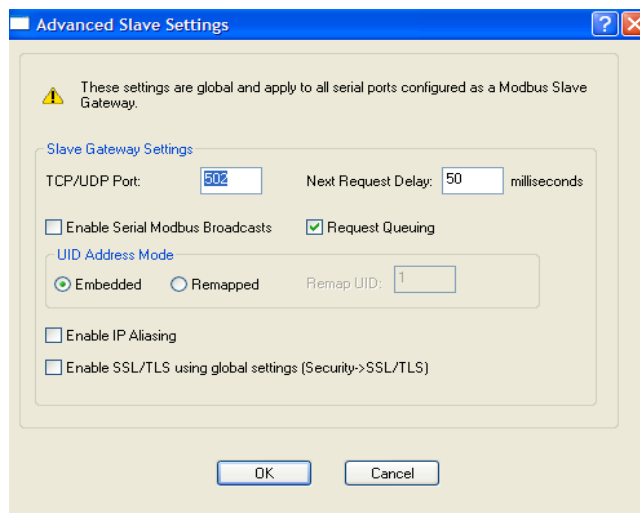 Advanced Slave Settings
These settings are global and apply to all serial ports configured as a Modbus Slave
Gateway.
Slave Gateway Settings
TCP/UDP Port: 502 Next Request Delay: 50 milliseconds
Enable Serial Modbus Broadcasts Request Queuing
UID Address Mode
Embedded Remapped Remap UID: 1
Enable IP Aliasing
Enable SSL/TLS using global settings (Security->SSL/TLS)
OK Cancel